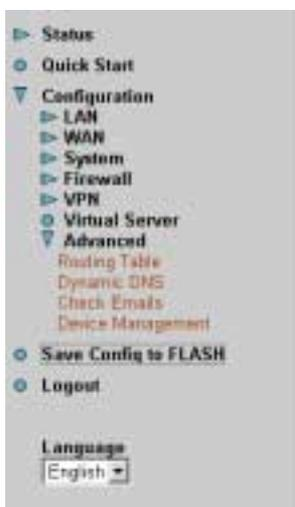 Status
Quick Start
Configuration
LAN
WAN
System
Firewall
VPN
Virtual Server
Advanced
Routing Table
Dynamic DNS
Check Emails
Device Management
Save Config to FLASH
Logout
Language
English